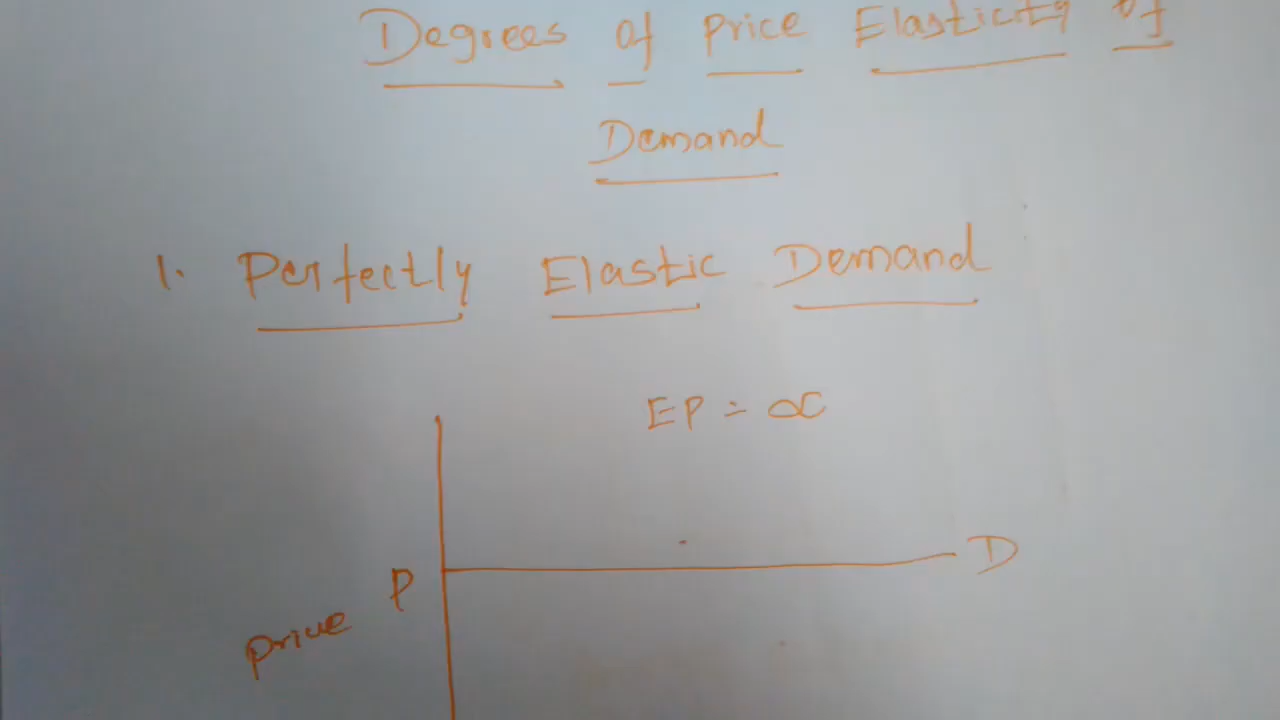 Degrees of Price Elasticity of
Demand
1. Perfectly Elastic Demand
EP = ∝
D
P
price